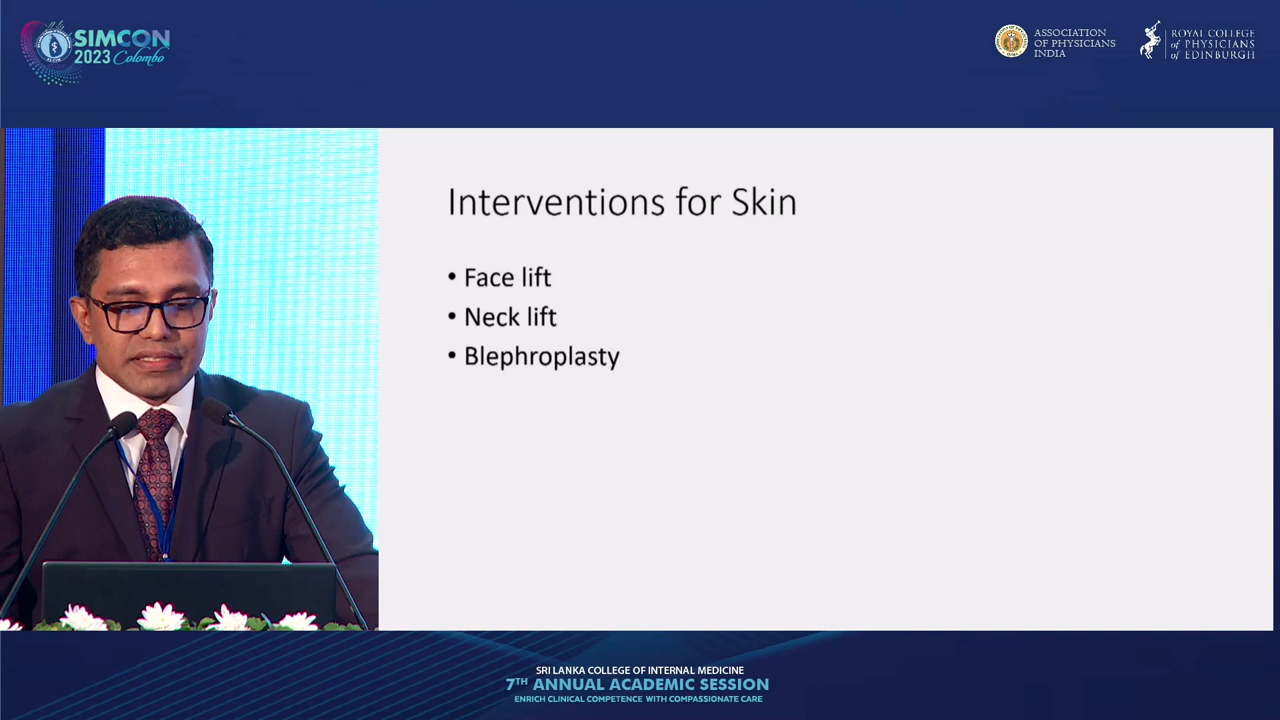 SIMCON
2023 Colombo
ASSOCIATION
OF PHYSICIANS
INDIA
ROYAL COLLEGE
of PHYSICIANS
of EDINBURGH
Interventions for Skin
• Face lift
• Neck lift
• Blephroplasty
SRI LANKA COLLEGE OF INTERNAL MEDICINE
7TH ANNUAL ACADEMIC SESSION
ENRICH CLINICAL COMPETENCE WITH COMPASSIONATE CARE